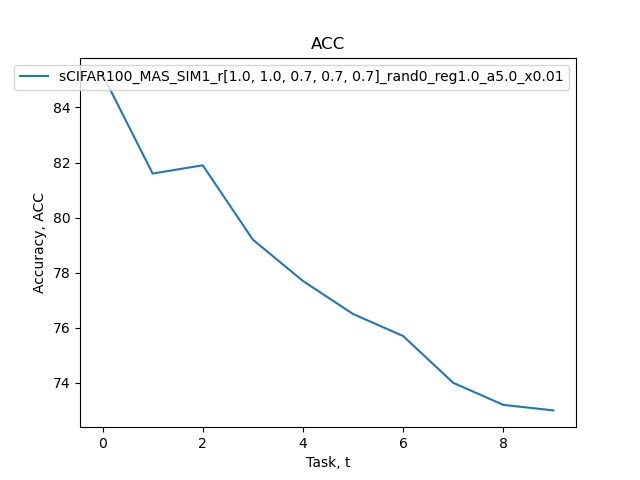 ACC
sCIFAR100_MAS_SIM1_r[1.0, 1.0, 0.7, 0.7, 0.7]_rand0_reg1.0_a5.0_x0.01
84
82
80
78
76
74
Accuracy, ACC
0 2 4 6 8
Task, t